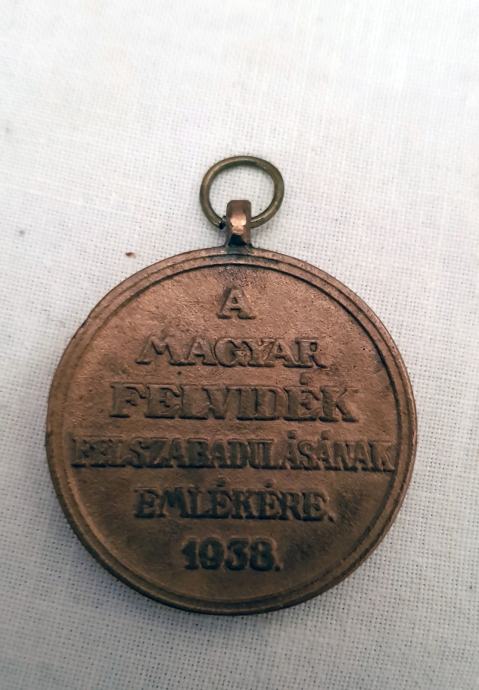 A
MAGYAR
FELVIDÉK
FELSZABADULÁSÁNAK
EMLÉKÉRE.
1938.